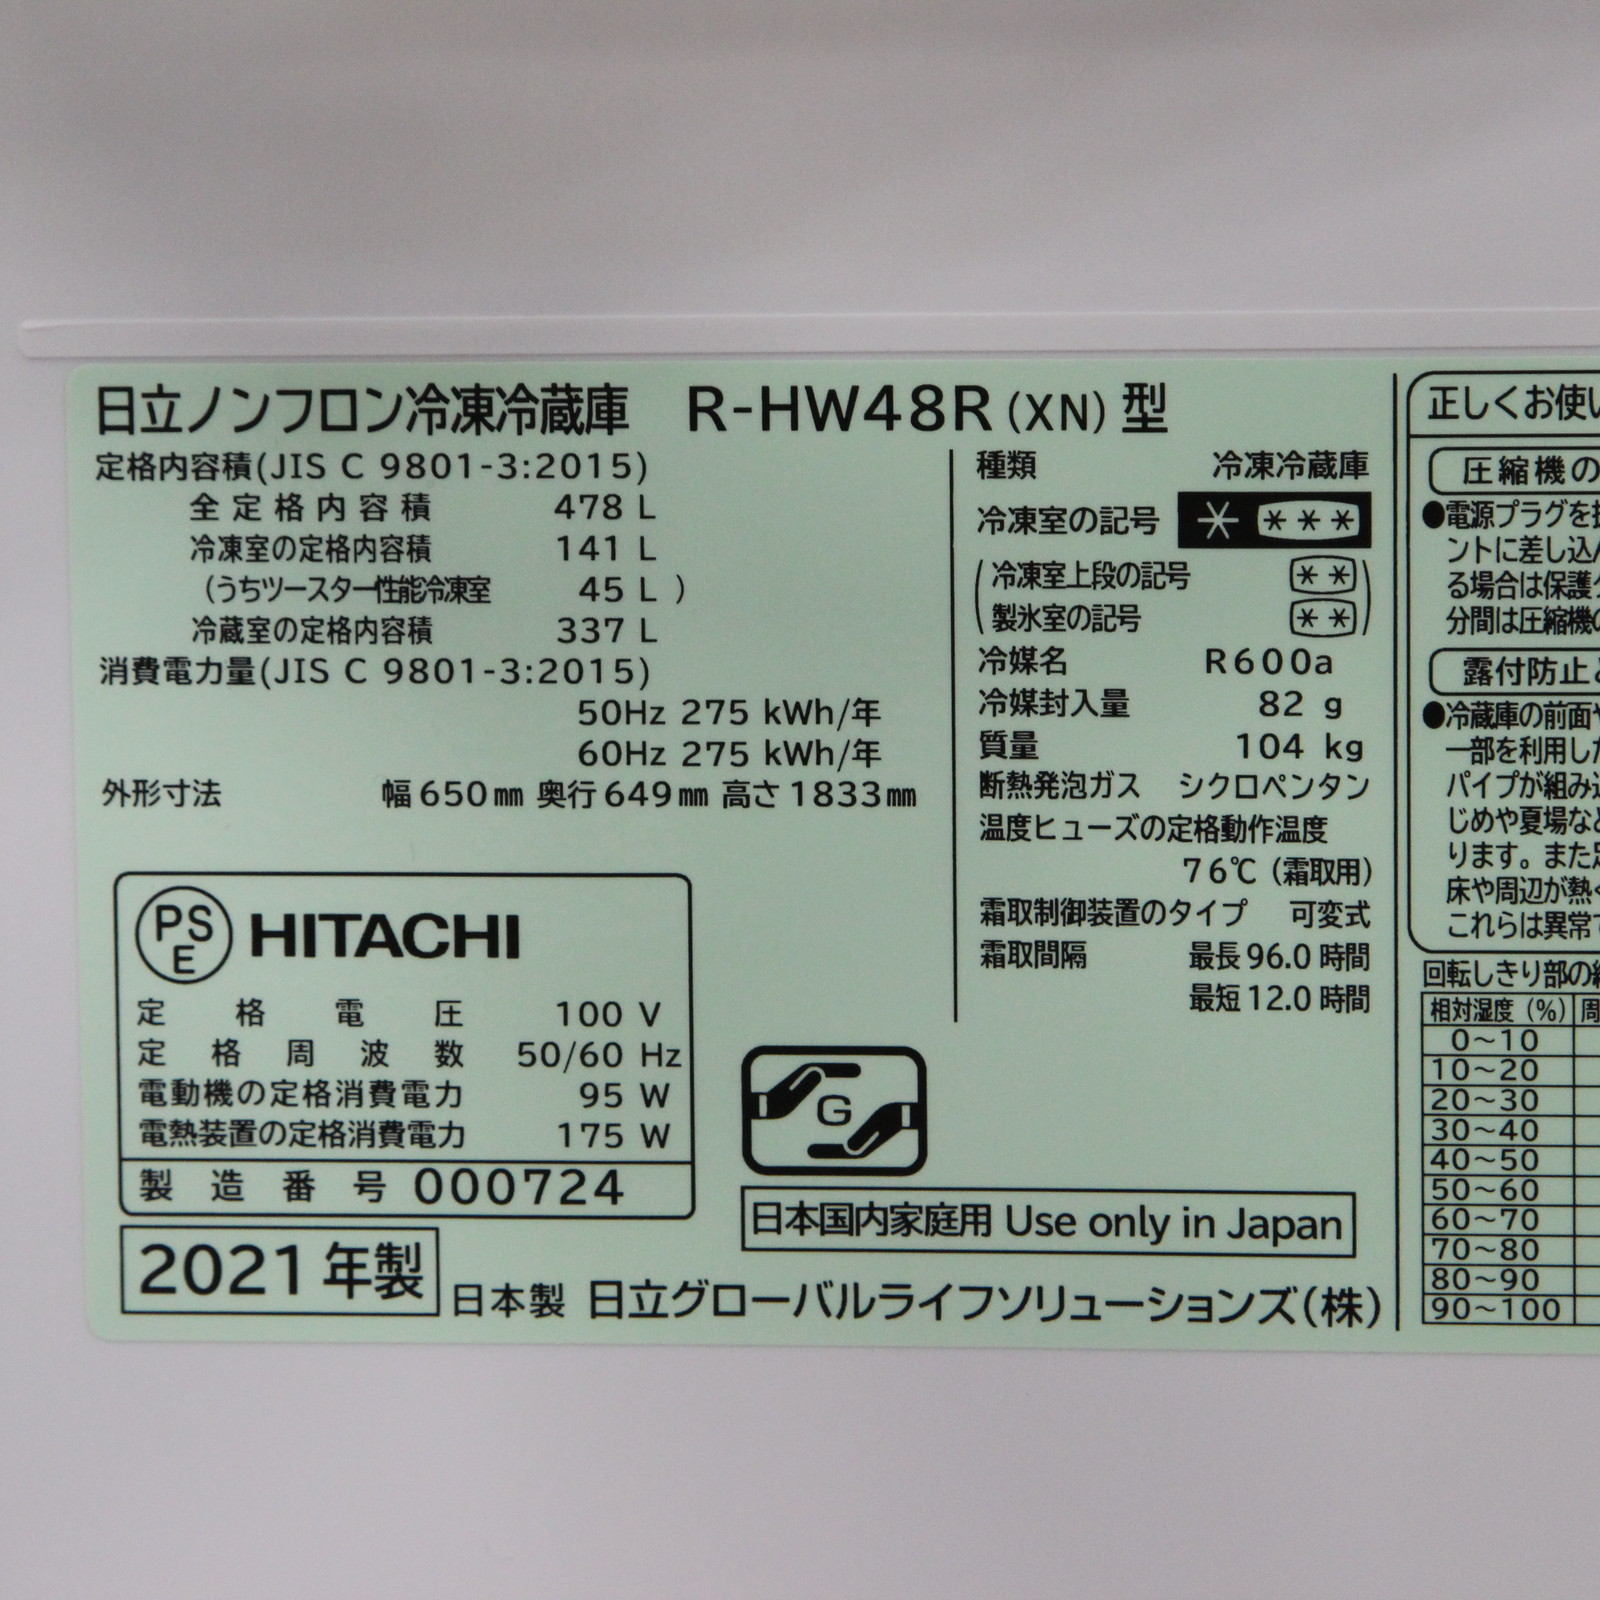 日立ノンフロン冷凍冷蔵庫 R-HW48R(XN)型
定格内容積(JIS C 9801-3:2015)
全定格内容積 478 L
冷凍室の定格内容積 141 L
(うちツースター性能冷凍室 45 L )
冷蔵室の定格内容積 337 L
消費電力量(JIS C 9801-3:2015)
50Hz 275 kWh/年
60Hz 275 kWh/年
外形寸法 幅650㎜ 奥行649㎜ 高さ1833㎜
PS
E
HITACHI
定格電圧 100 V
定格周波数 50/60 Hz
電動機の定格消費電力 95 W
電熱装置の定格消費電力 175 W
製造番号 000724
2021年製
日本製 日立グローバルライフソリューションズ(株)
種類 冷凍冷蔵庫
冷凍室の記号 * ***
(冷凍室上段の記号 **
製氷室の記号 **)
冷媒名 R600a
冷媒封入量 82 g
質量 104 kg
断熱発泡ガス シクロペンタン
温度ヒューズの定格動作温度
76℃(霜取用)
霜取制御装置のタイプ 可変式
霜取間隔 最長96.0時間
最短12.0時間
G
日本国内家庭用 Use only in Japan
正しくお使
圧縮機の
●電源プラグを
ントに差し込
る場合は保護
分間は圧縮機
露付防止
●冷蔵庫の前面
一部を利用し
パイプが組み
じめや夏場な
ります。また
床や周辺が熱
これらは異常
回転しきり部の
相対湿度(%) 周
0～10
10～20
20～30
30～40
40～50
50～60
60～70
70～80
80～90
90～100